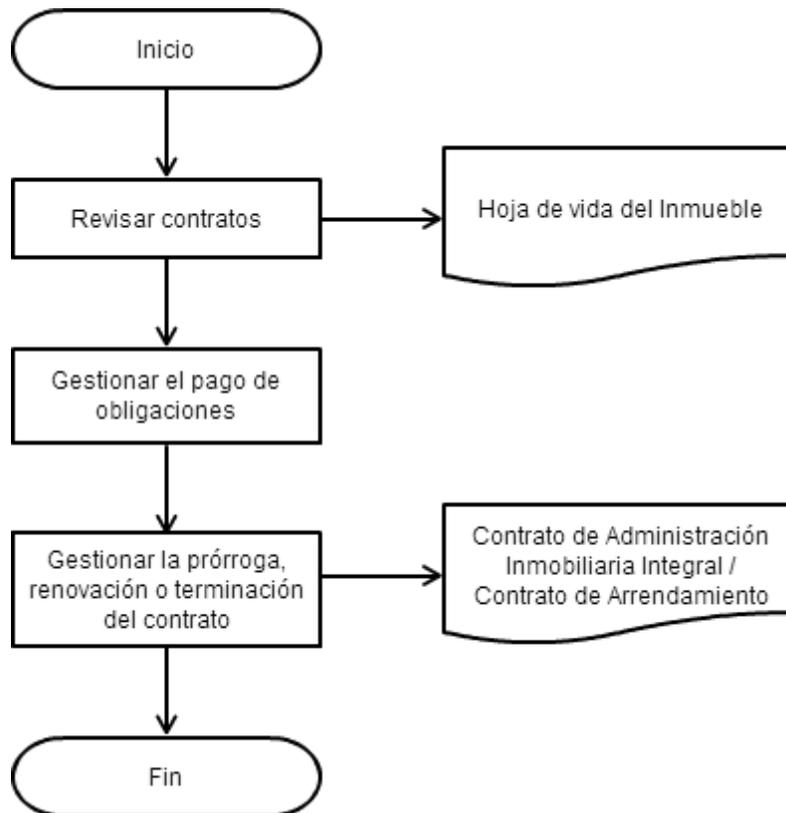 Inicio
Revisar contratos
Hoja de vida del Inmueble
Gestionar el pago de
obligaciones
Gestionar la prórroga,
renovación o terminación
del contrato
Contrato de Administración
Inmobiliaria Integral /
Contrato de Arrendamiento
Fin